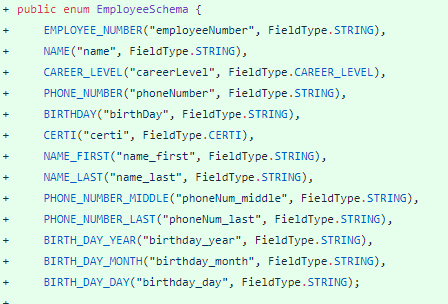 + public enum EmployeeSchema {
+ EMPLOYEE_NUMBER("employeeNumber", FieldType.STRING),
+ NAME("name", FieldType.STRING),
+ CAREER_LEVEL("careerLevel", FieldType.CAREER_LEVEL),
+ PHONE_NUMBER("phoneNumber", FieldType.STRING),
+ BIRTHDAY("birthDay", FieldType.STRING),
+ CERTI("certi", FieldType.CERTI),
+ NAME_FIRST("name_first", FieldType.STRING),
+ NAME_LAST("name_last", FieldType.STRING),
+ PHONE_NUMBER_MIDDLE("phoneNum_middle", FieldType.STRING),
+ PHONE_NUMBER_LAST("phoneNum_last", FieldType.STRING),
+ BIRTH_DAY_YEAR("birthday_year", FieldType.STRING),
+ BIRTH_DAY_MONTH("birthday_month", FieldType.STRING),
+ BIRTH_DAY_DAY("birthday_day", FieldType.STRING);
+